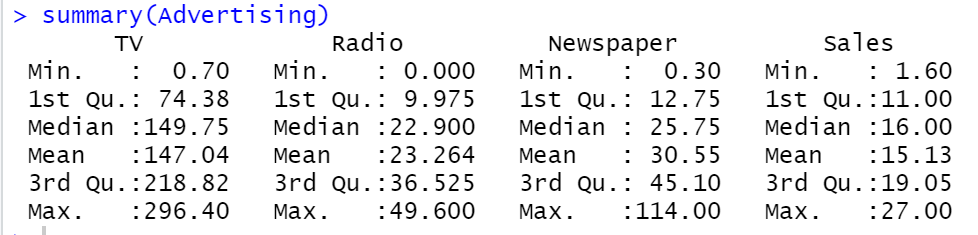 > summary(Advertising)
       TV             Radio          Newspaper          Sales
 Min.   :  0.70   Min.   : 0.000   Min.   :  0.30   Min.   : 1.60
 1st Qu.: 74.38   1st Qu.: 9.975   1st Qu.: 12.75   1st Qu.:11.00
 Median :149.75   Median :22.900   Median : 25.75   Median :16.00
 Mean   :147.04   Mean   :23.264   Mean   : 30.55   Mean   :15.13
 3rd Qu.:218.82   3rd Qu.:36.525   3rd Qu.: 45.10   3rd Qu.:19.05
 Max.   :296.40   Max.   :49.600   Max.   :114.00   Max.   :27.00